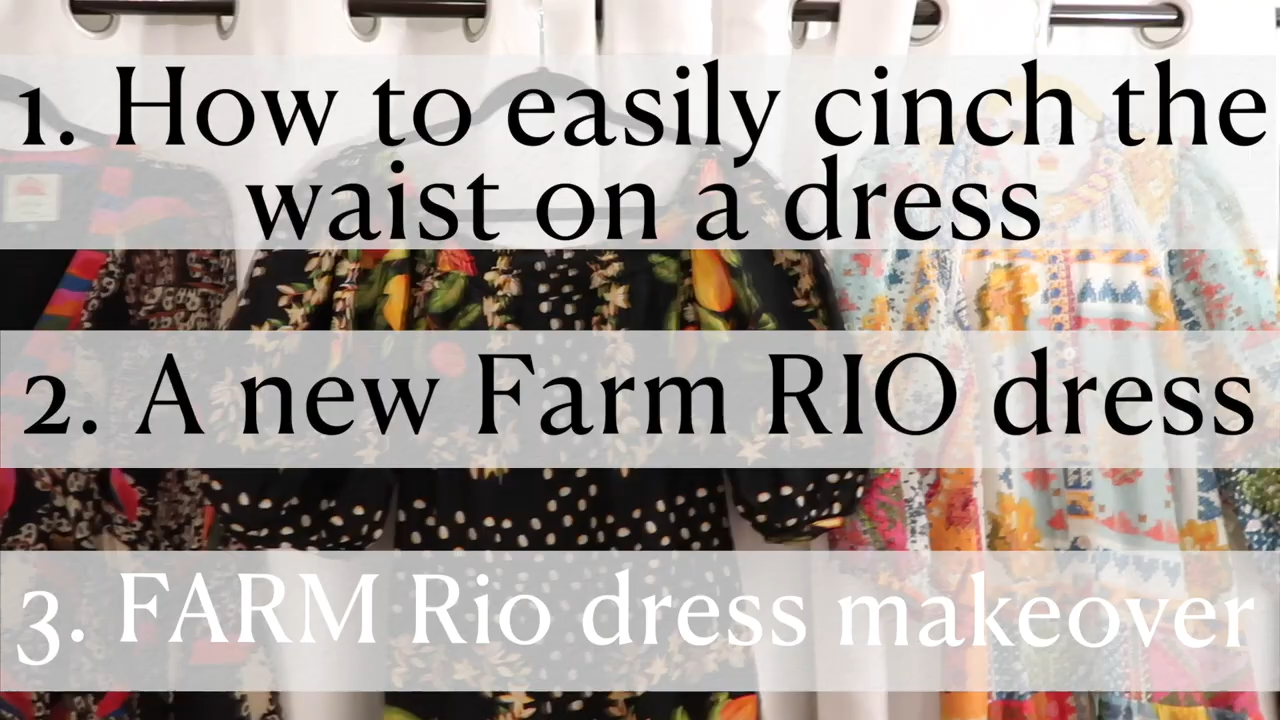 1. How to easily cinch the
waist on a dress
2. A new Farm RIO dress
3. FARM Rio dress makeover